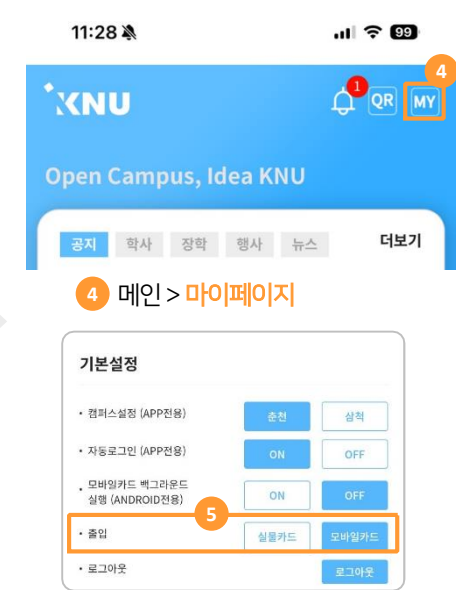 11:28
99
4
KNU
1
QR
MY
Open Campus, Idea KNU
공지 학사 장학 행사 뉴스 더보기
4 메인 > 마이페이지
기본설정
• 캠퍼스설정 (APP전용) 춘천 삼척
• 자동로그인 (APP전용) ON OFF
• 모바일카드 백그라운드
실행 (ANDROID전용) ON OFF
5
• 출입 실물카드 모바일카드
• 로그아웃 로그아웃